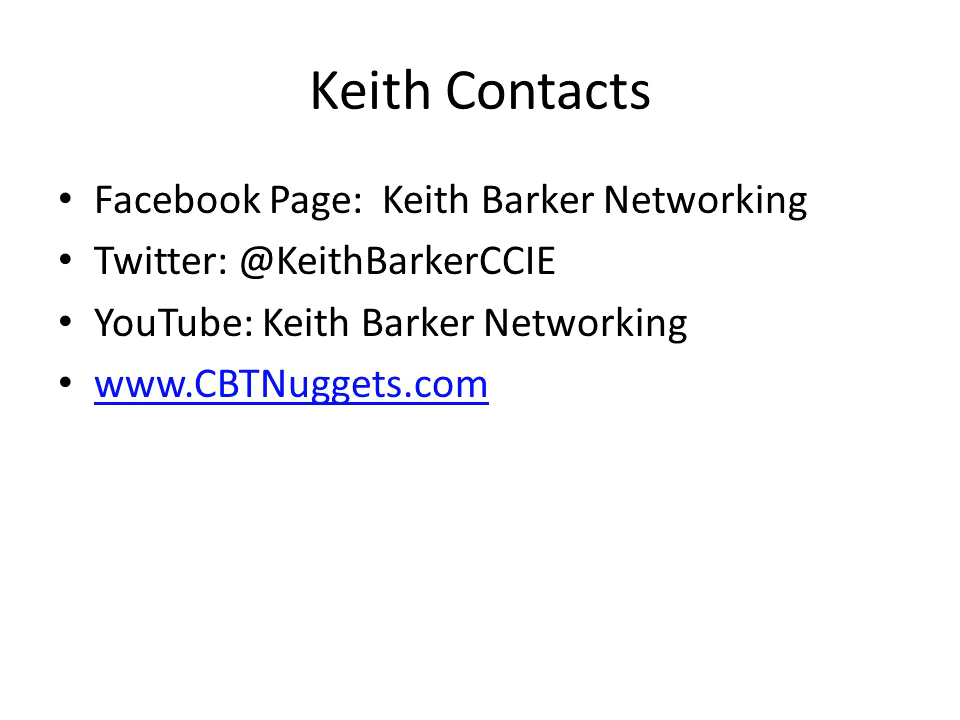 Keith Contacts
• Facebook Page:  Keith Barker Networking
• Twitter: @KeithBarkerCCIE
• YouTube: Keith Barker Networking
• www.CBTNuggets.com